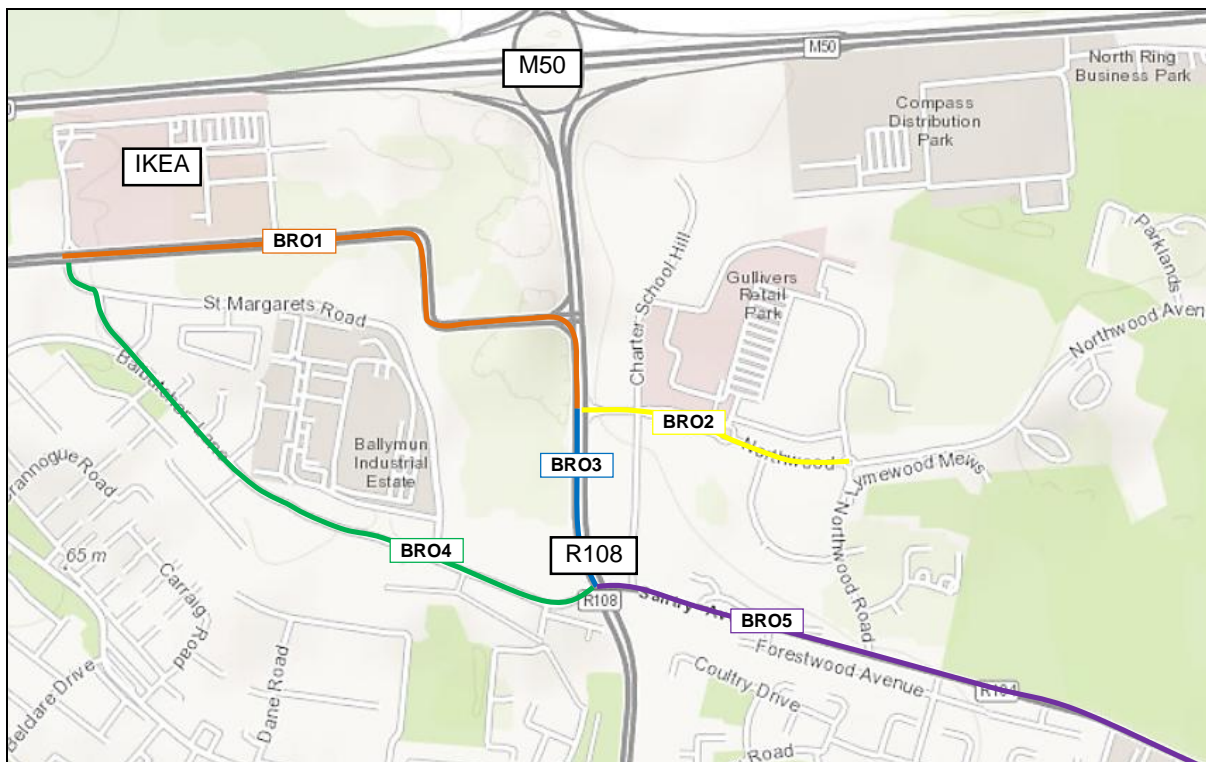 M50
M50
North Ring
Business Park
Compass
Distribution
Park
IKEA
Parklands
BRO1
Charter School Hill
Gullivers
Retail
Park
St Margarets Road
BRO2
Ballymun
Industrial
Estate
BRO3
Northwood
Lymewood Mews
BRO4
R108
65 m
Carraig Road
R108
Northwood Road
BRO5
Forestwood Avenue
Coultry Drive
Dane Road
Beldare Drive
Road